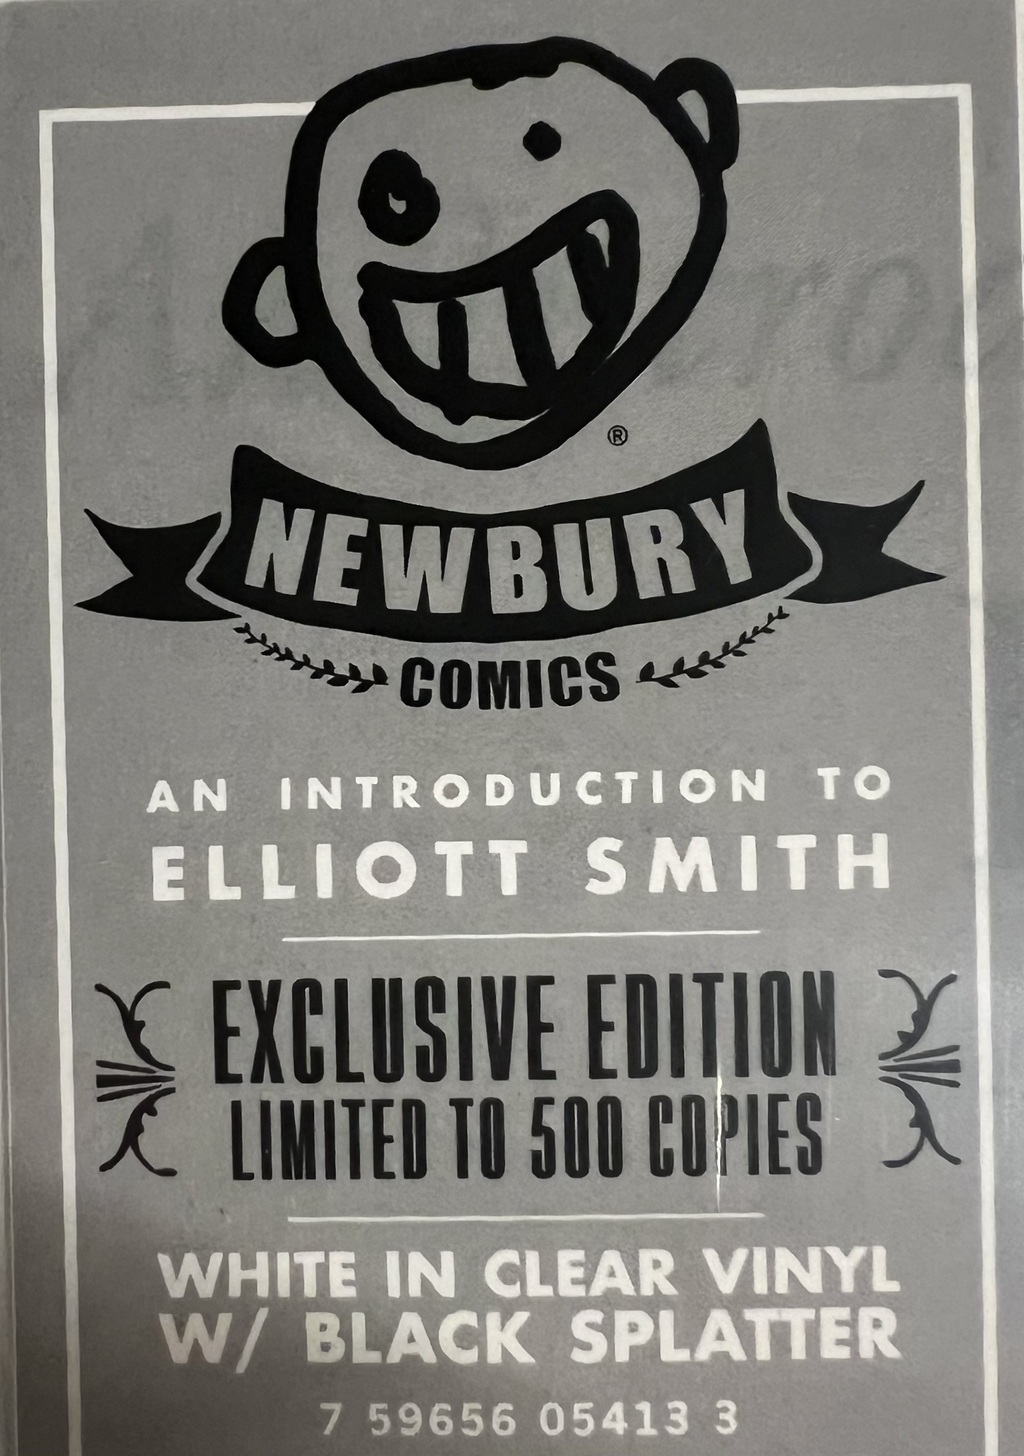 ®
NEWBURY
COMICS
AN INTRODUCTION TO
ELLIOTT SMITH
EXCLUSIVE EDITION
LIMITED TO 500 COPIES
WHITE IN CLEAR VINYL
W/ BLACK SPLATTER
7 59656 05413 3